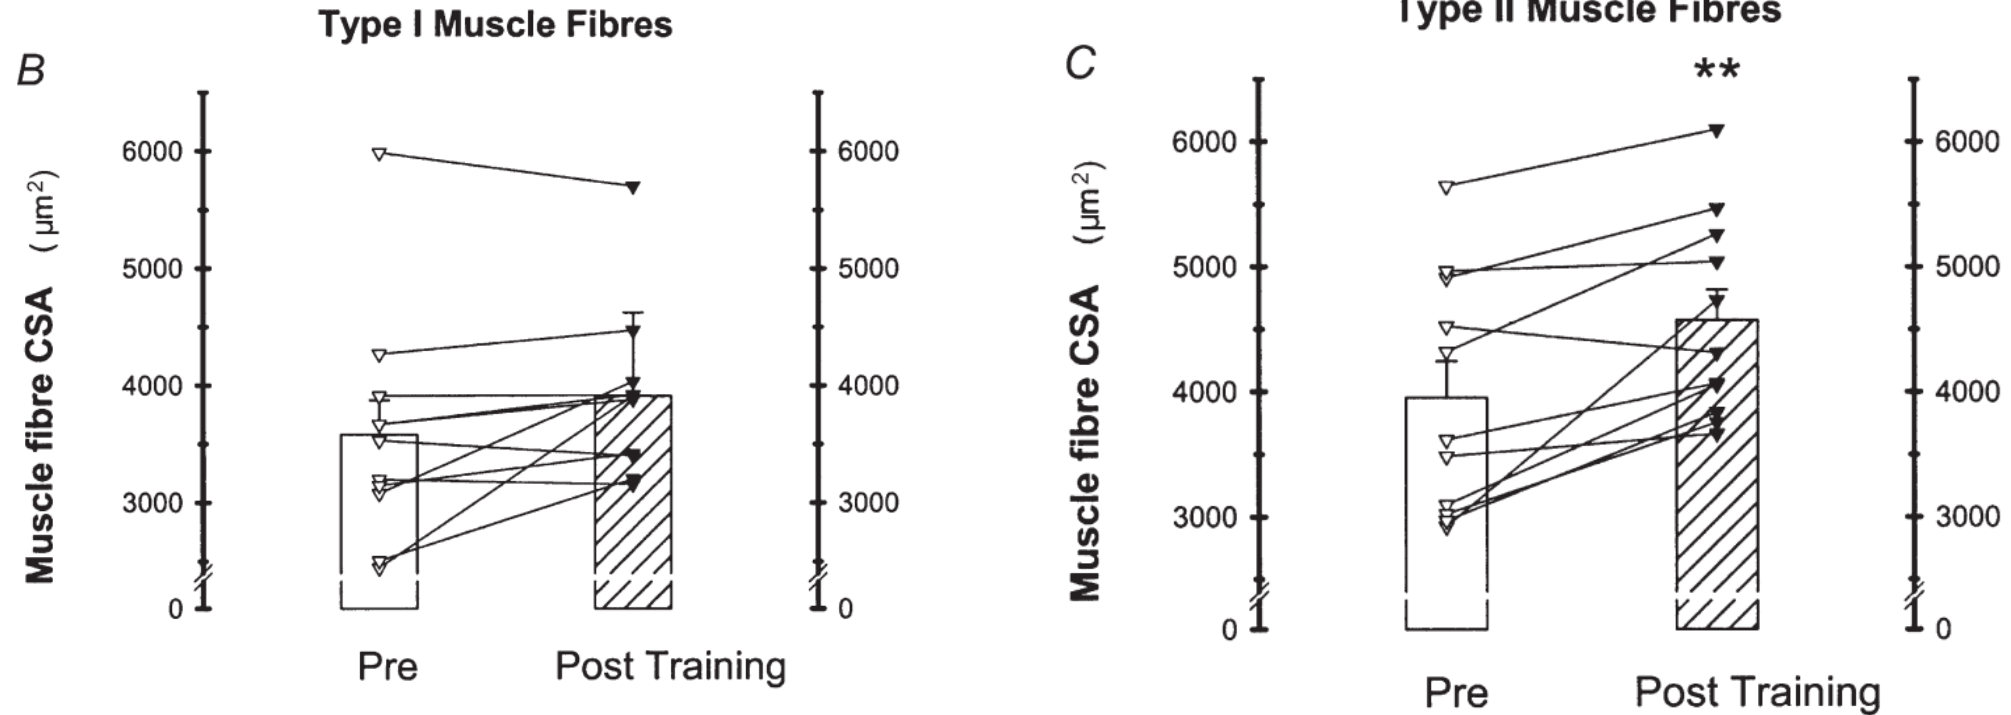 Type I Muscle Fibres
B
Muscle fibre CSA (µm²)
6000
5000
4000
3000
0
6000
5000
4000
3000
0
Pre
Post Training
Type II Muscle Fibres
C
**
Muscle fibre CSA (µm²)
6000
5000
4000
3000
0
6000
5000
4000
3000
0
Pre
Post Training